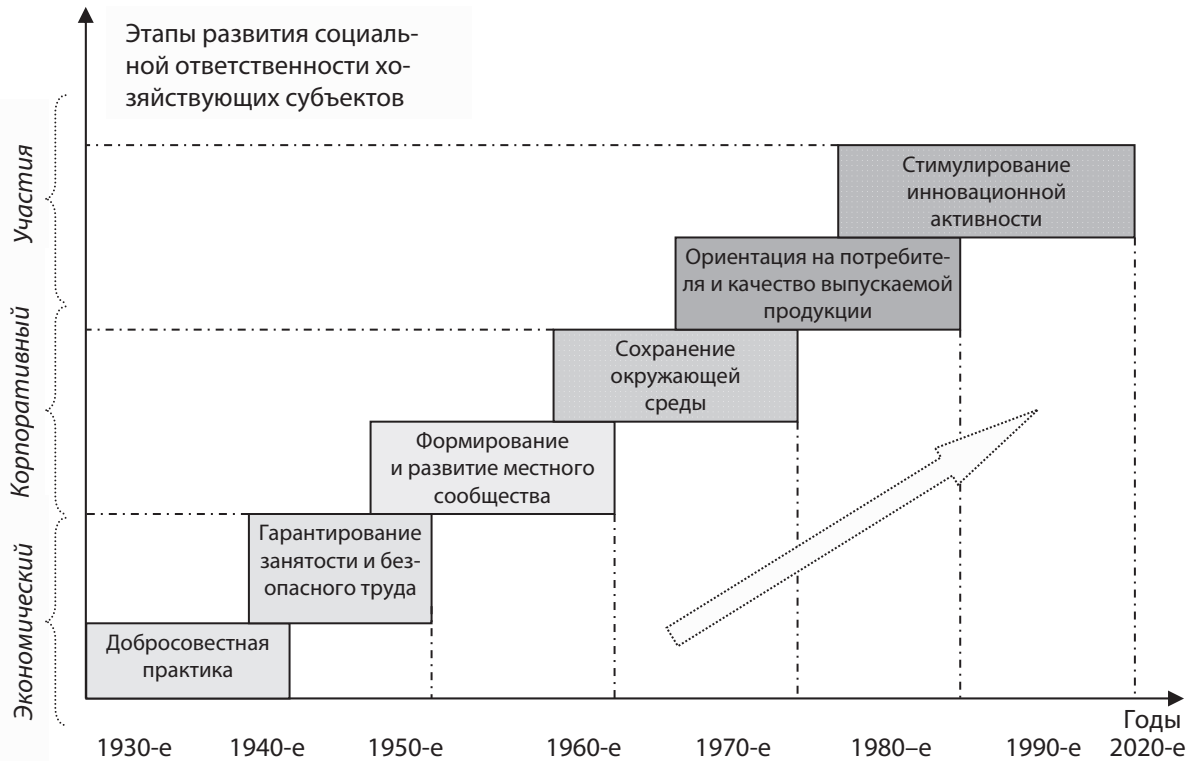 Этапы развития социаль-
ной ответственности хо-
зяйствующих субъектов
Участия
Корпоративный
Экономический
Стимулирование
инновационной
активности
Ориентация на потребите-
ля и качество выпускаемой
продукции
Сохранение
окружающей
среды
Формирование
и развитие местного
сообщества
Гарантирование
занятости и без-
опасного труда
Добросовестная
практика
Годы
1930-е 1940-е 1950-е 1960-е 1970-е 1980–е 1990-е 2020-е